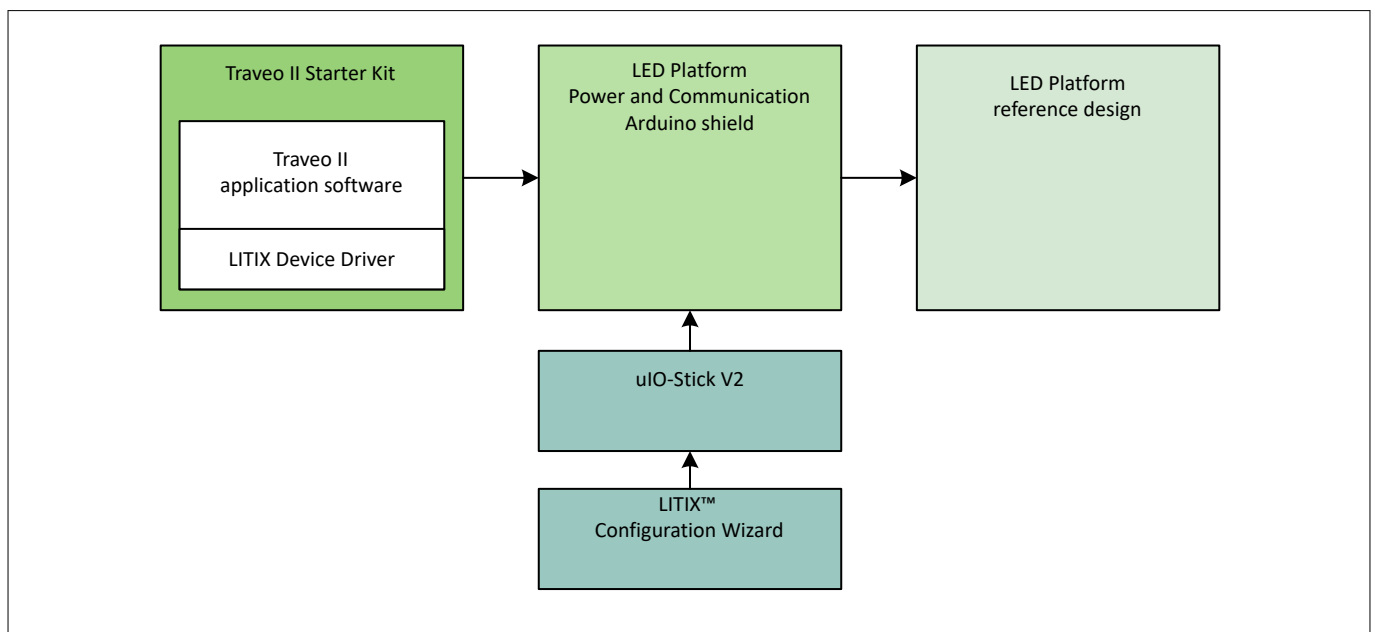 Traveo II Starter Kit
Traveo II
application software
LITIX Device Driver
LED Platform
Power and Communication
Arduino shield
LED Platform
reference design
uIO-Stick V2
LITIX™
Configuration Wizard